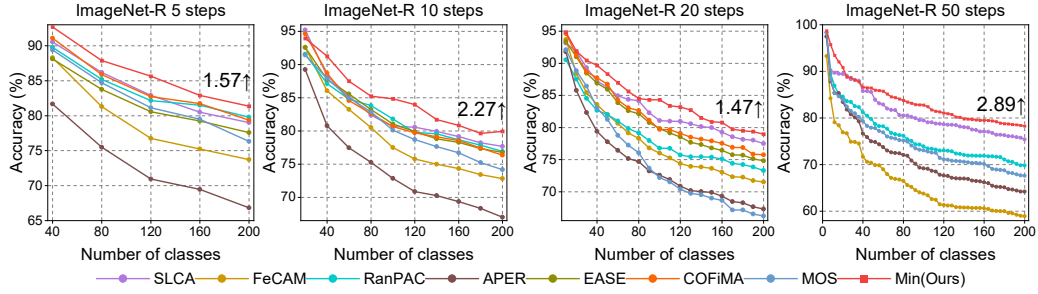 ImageNet-R 5 steps ImageNet-R 10 steps ImageNet-R 20 steps ImageNet-R 50 steps
Accuracy (%)
90
85
80
75
70
65
40 80 120 160 200
Number of classes
1.57↑
Accuracy (%)
95
90
85
80
75
70
40 80 120 160 200
Number of classes
2.27↑
Accuracy (%)
95
90
85
80
75
70
40 80 120 160 200
Number of classes
1.47↑
Accuracy (%)
100
90
80
70
60
0 40 80 120 160 200
Number of classes
2.89↑
SLCA FeCAM RanPAC APER EASE COFiMA MOS Min(Ours)